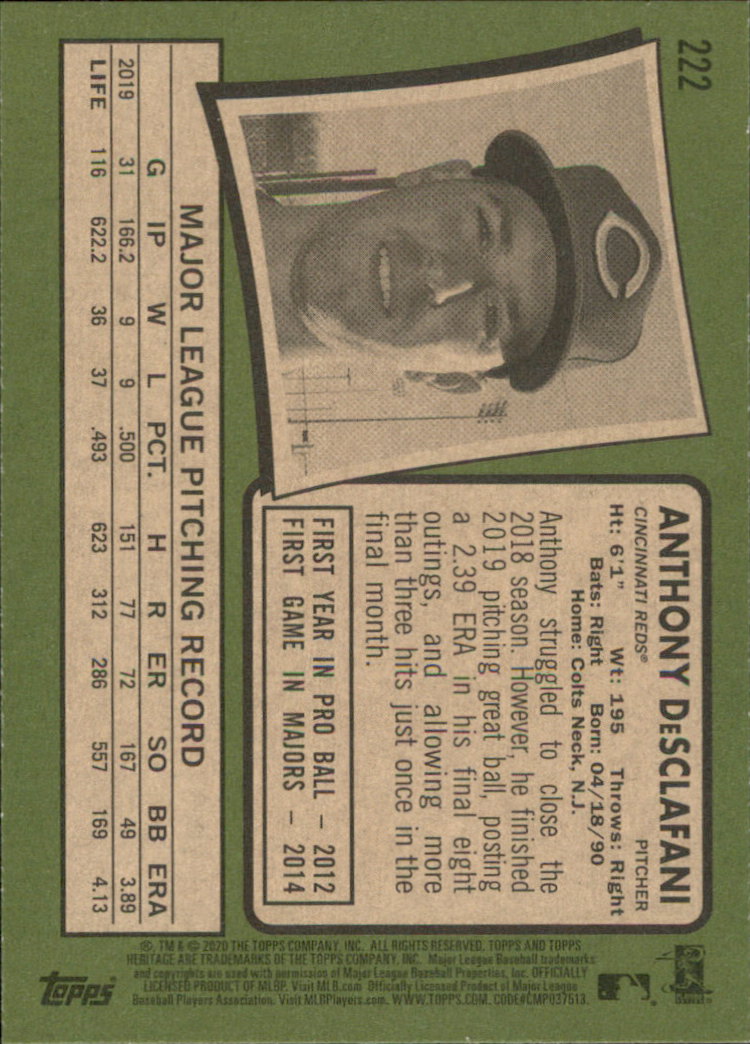 222
ANTHONY DeSCLAFANI
CINCINNATI REDS® PITCHER
Ht: 6'1" Wt: 195 Throws: Right
Bats: Right Born: 04/18/90
Home: Colts Neck, N.J.
Anthony struggled to close the
2018 season. However, he finished
2019 pitching great ball, posting
a 2.39 ERA in his final eight
outings, and allowing more
than three hits just once in the
final month.
FIRST YEAR IN PRO BALL – 2012
FIRST GAME IN MAJORS – 2014
MAJOR LEAGUE PITCHING RECORD
G IP W L PCT. H R ER SO BB ERA
2019 31 166.2 9 9 .500 151 77 72 167 49 3.89
LIFE 116 622.2 36 37 .493 623 312 286 557 169 4.13
®, TM & © 2020 THE TOPPS COMPANY, INC. ALL RIGHTS RESERVED. TOPPS AND TOPPS
HERITAGE ARE TRADEMARKS OF THE TOPPS COMPANY, INC. Major League Baseball trademarks
and copyrights are used with permission of Major League Baseball Properties, Inc. OFFICIALLY
LICENSED PRODUCT OF MLBP. Visit MLB.com Officially Licensed Product of Major League
Baseball Players Association. Visit MLBPlayers.com. WWW.TOPPS.COM. CODE#CMP037513.
topps®